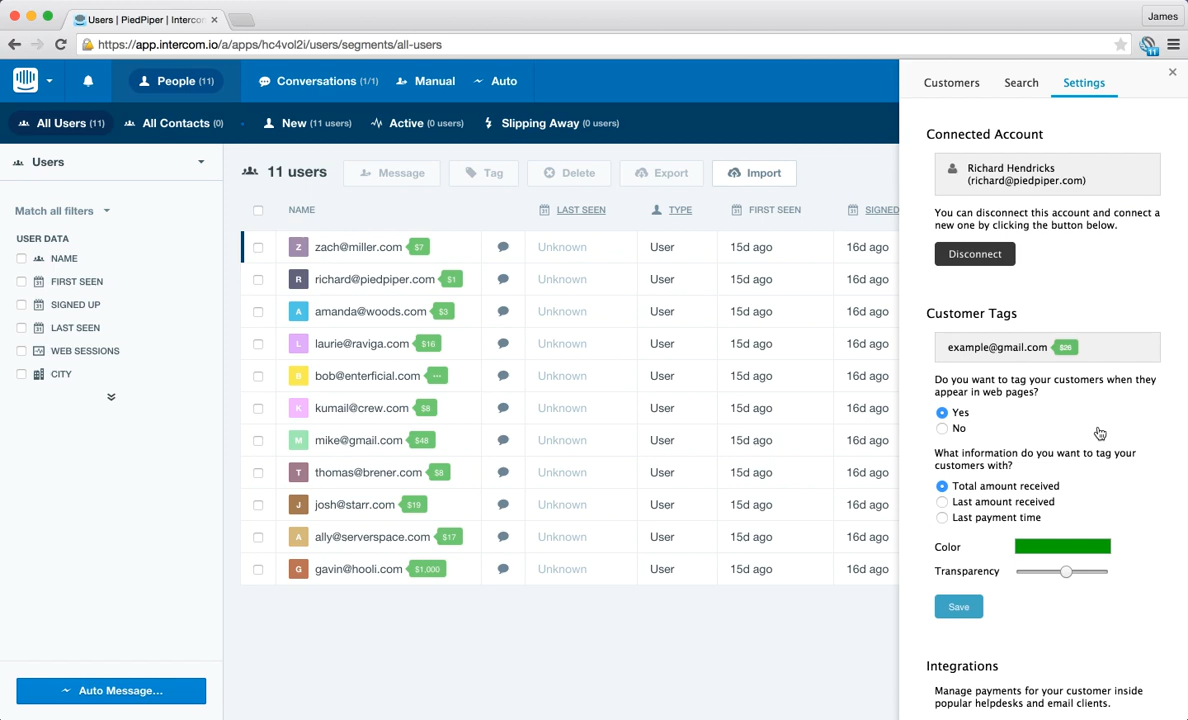 Users | PiedPiper | Intercom
James
https://app.intercom.io/a/apps/hc4vol2i/users/segments/all-users
11
People (11)
Conversations (1/1)
Manual
Auto
All Users (11)
All Contacts (0)
New (11 users)
Active (0 users)
Slipping Away (0 users)
Users
Match all filters
USER DATA
NAME
FIRST SEEN
SIGNED UP
LAST SEEN
WEB SESSIONS
CITY
Auto Message...
11 users
Message
Tag
Delete
Export
Import
NAME LAST SEEN TYPE FIRST SEEN SIGNED
Z zach@miller.com $7 Unknown User 15d ago 16d ago
R richard@piedpiper.com $1 Unknown User 15d ago 16d ago
A amanda@woods.com $3 Unknown User 15d ago 16d ago
L laurie@raviga.com $16 Unknown User 15d ago 16d ago
B bob@enterficial.com ... Unknown User 15d ago 16d ago
K kumail@crew.com $8 Unknown User 15d ago 16d ago
M mike@gmail.com $48 Unknown User 15d ago 16d ago
T thomas@brener.com $8 Unknown User 15d ago 16d ago
J josh@starr.com $19 Unknown User 15d ago 16d ago
A ally@serverspace.com $17 Unknown User 15d ago 16d ago
G gavin@hooli.com $1,000 Unknown User 15d ago 16d ago
Customers
Search
Settings
Connected Account
Richard Hendricks
(richard@piedpiper.com)
You can disconnect this account and connect a
new one by clicking the button below.
Disconnect
Customer Tags
example@gmail.com $26
Do you want to tag your customers when they
appear in web pages?
Yes
No
What information do you want to tag your
customers with?
Total amount received
Last amount received
Last payment time
Color
Transparency
Save
Integrations
Manage payments for your customer inside
popular helpdesks and email clients.